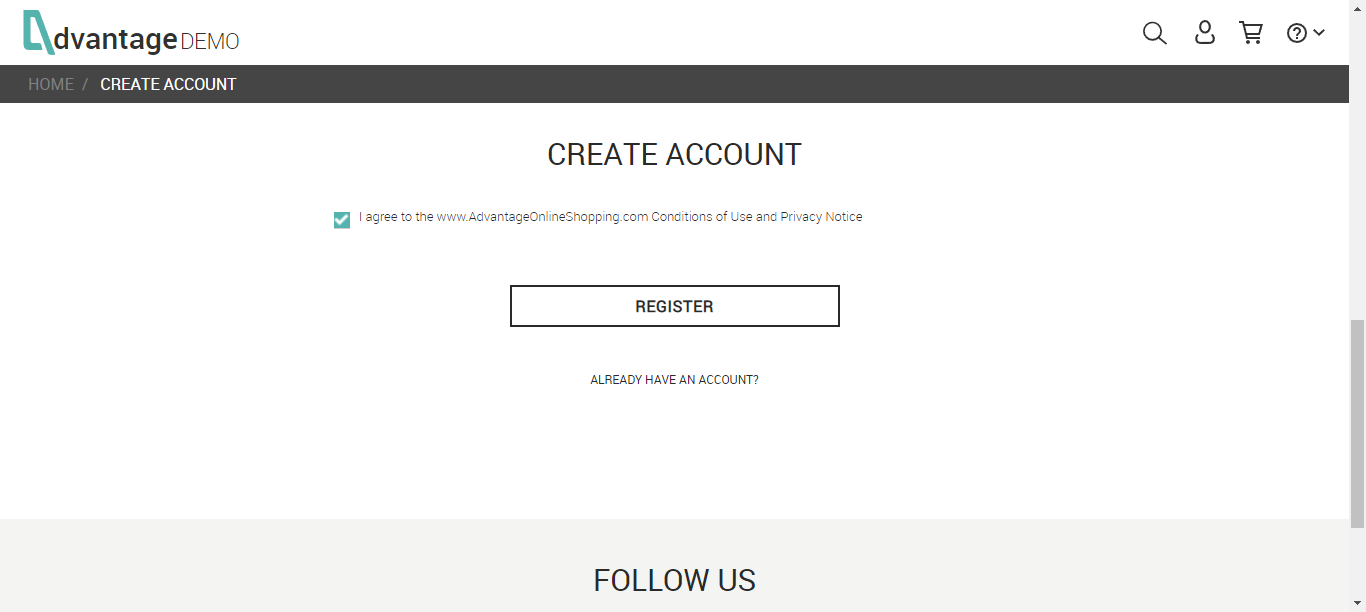 dvantage DEMO
HOME / CREATE ACCOUNT
CREATE ACCOUNT
I agree to the www.AdvantageOnlineShopping.com Conditions of Use and Privacy Notice
REGISTER
ALREADY HAVE AN ACCOUNT?
FOLLOW US